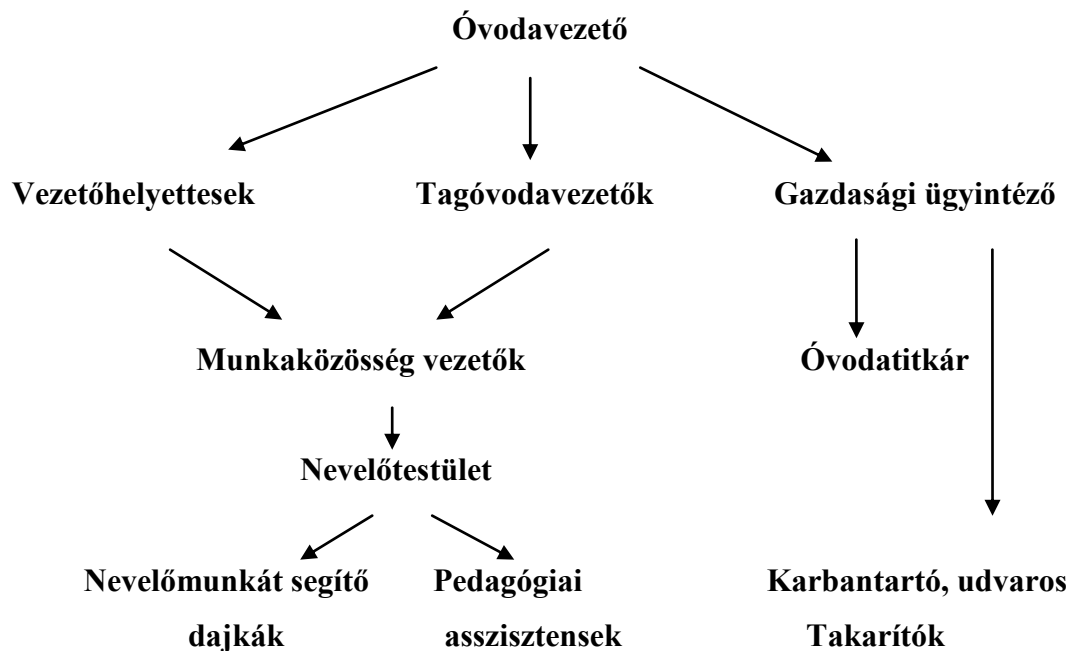 Óvodavezető
Vezetőhelyettesek
Tagóvodavezetők
Gazdasági ügyintéző
Munkaközösség vezetők
Óvodatitkár
Nevelőtestület
Nevelőmunkát segítő
dajkák
Pedagógiai
asszisztensek
Karbantartó, udvaros
Takarítók